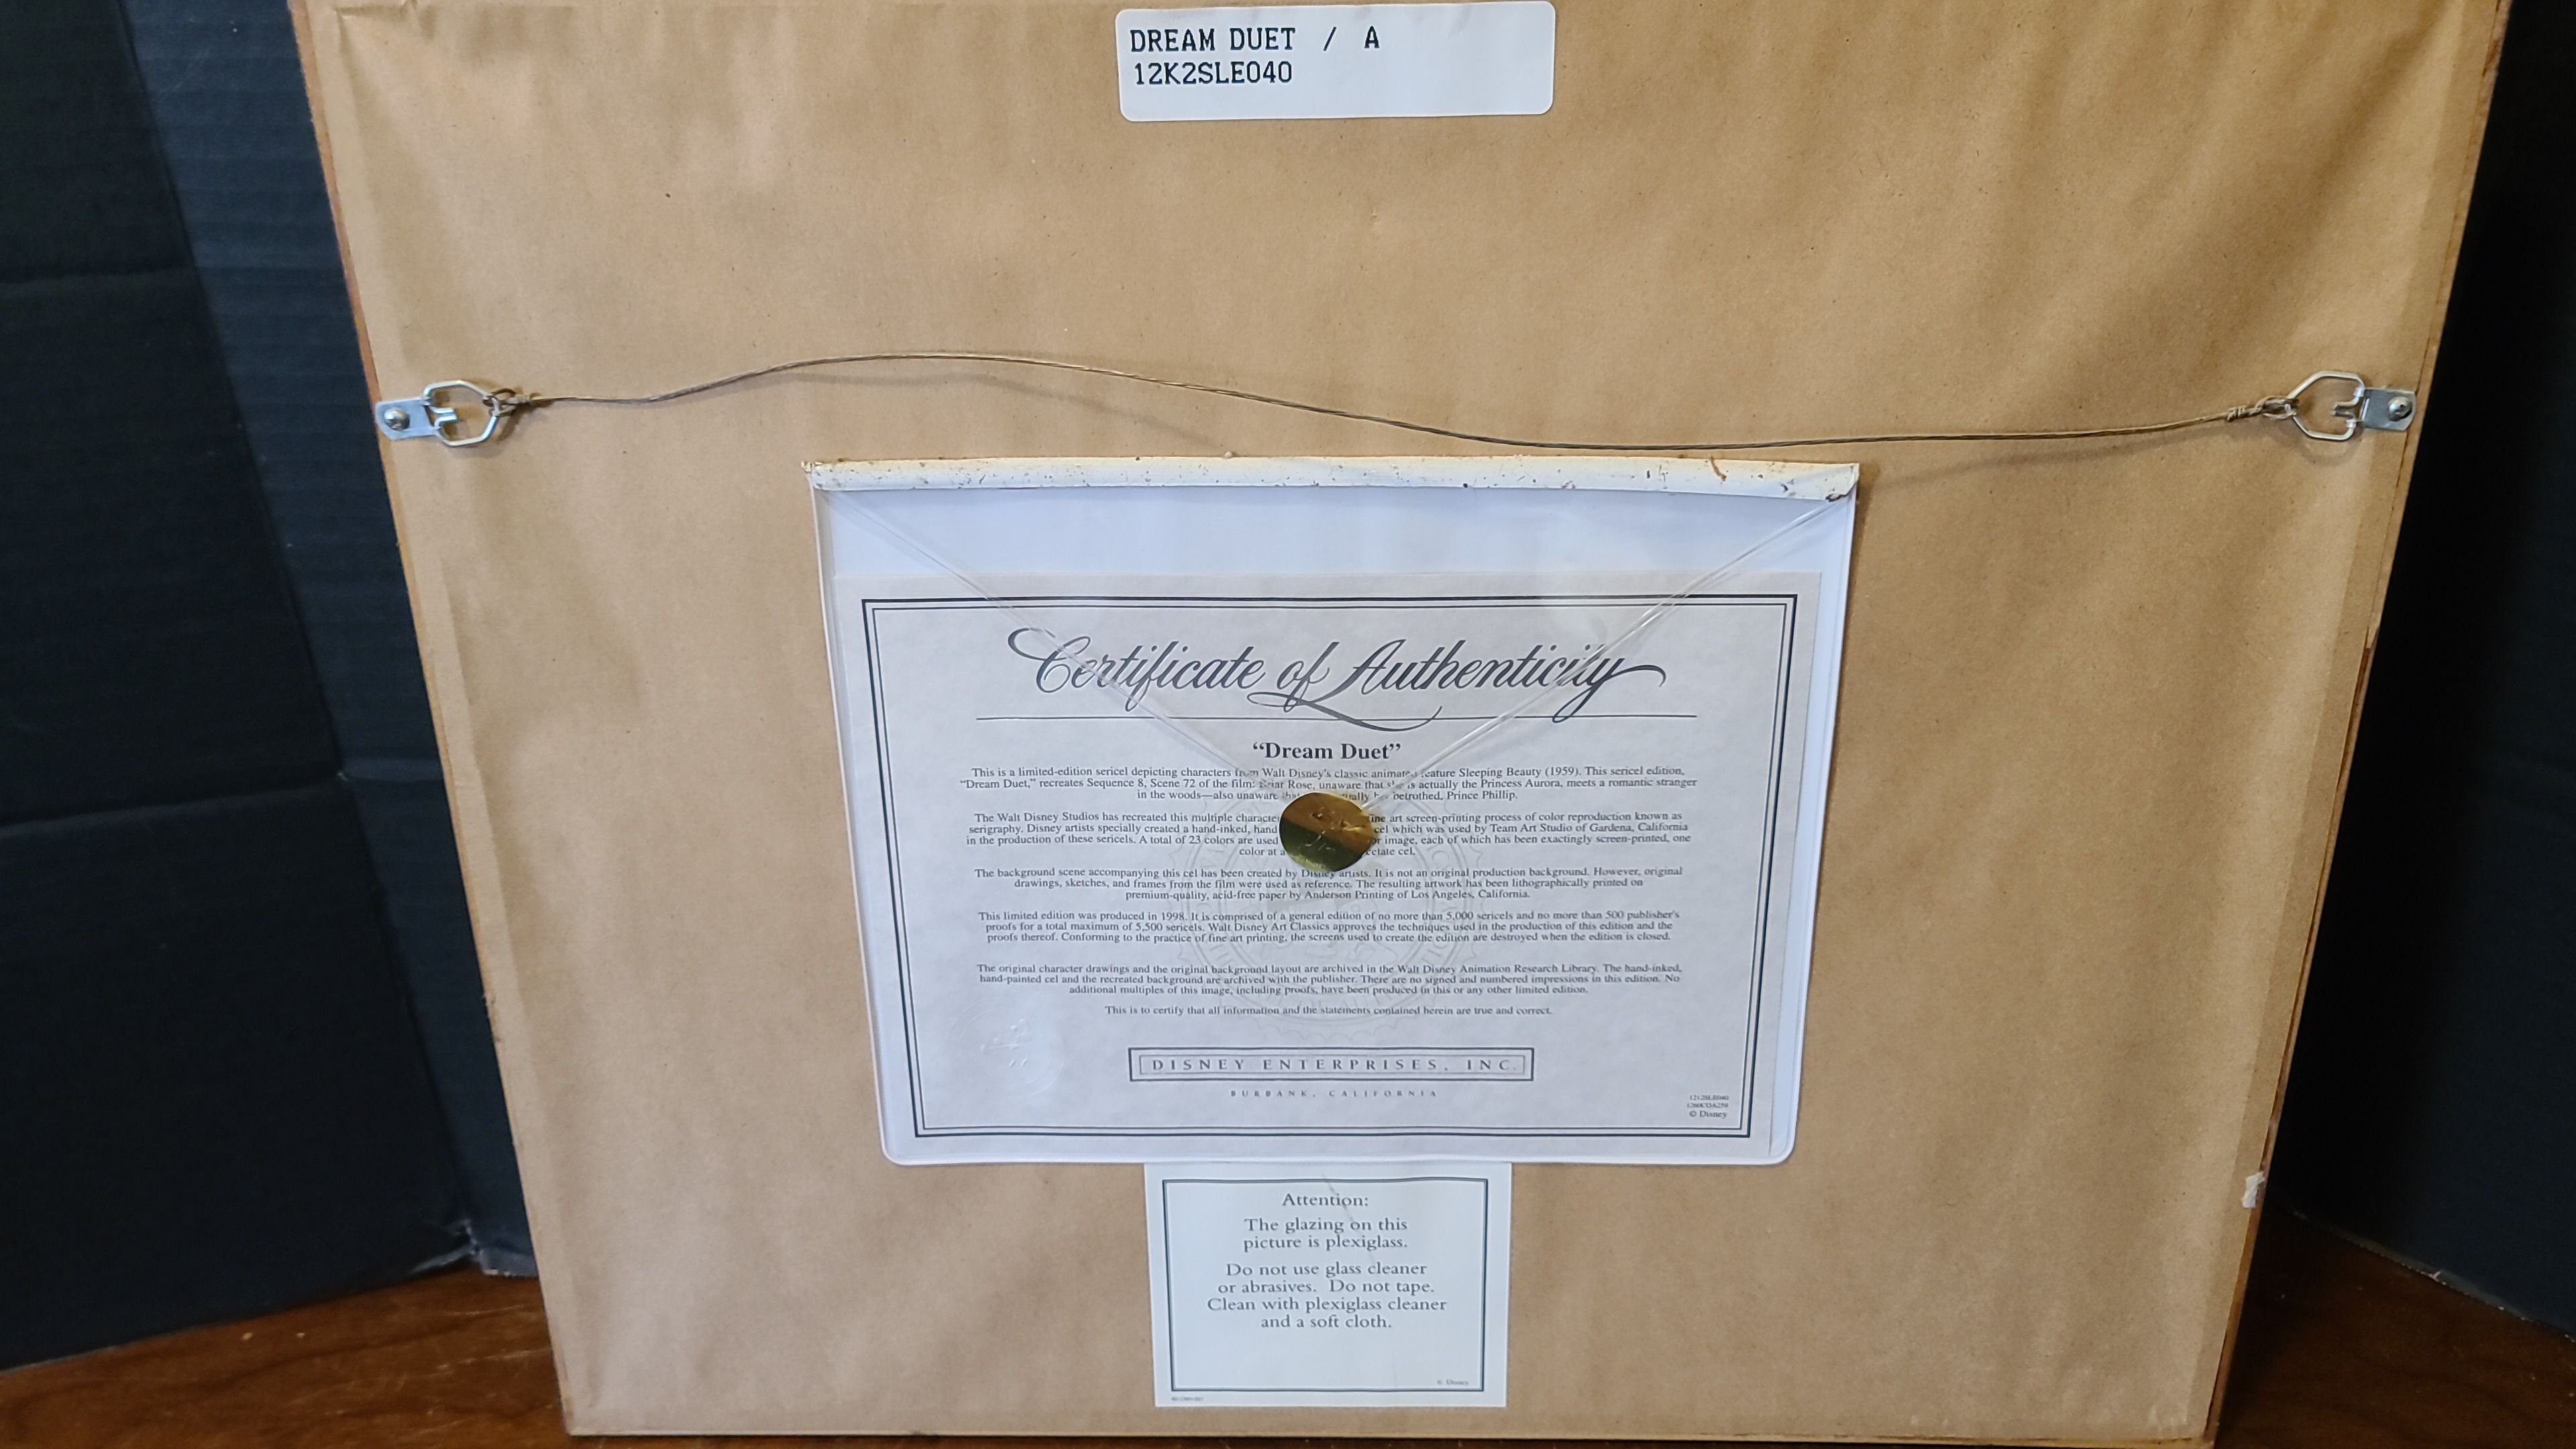 DREAM DUET / A
12K2SLE040
Certificate of Authenticity
“Dream Duet”
This is a limited-edition sericel depicting characters from Walt Disney's classic animated feature Sleeping Beauty (1959). This sericel edition,
“Dream Duet,” recreates Sequence 8, Scene 72 of the film: Briar Rose, unaware that she is actually the Princess Aurora, meets a romantic stranger
in the woods—also unaware that betrothed, Prince Phillip.
The Walt Disney Studios has recreated this multiple character art screen-printing process of color reproduction known as
serigraphy. Disney artists specially created a hand-inked, hand cel which was used by Team Art Studio of Gardena, California
in the production of these sericels. A total of 23 colors are used image, each of which has been exactingly screen-printed, one
color at a cel.
The background scene accompanying this cel has been created by Disney artists. It is not an original production background. However, original
drawings, sketches, and frames from the film were used as reference. The resulting artwork has been lithographically printed on
premium-quality, acid-free paper by Anderson Printing of Los Angeles, California.
This limited edition was produced in 1998. It is comprised of a general edition of no more than 5,000 sericels and no more than 500 publisher's
proofs for a total maximum of 5,500 sericels. Walt Disney Art Classics approves the techniques used in the production of this edition and the
proofs thereof. Conforming to the practice of fine art printing, the screens used to create the edition are destroyed when the edition is closed.
The original character drawings and the original background layout are archived in the Walt Disney Animation Research Library. The hand-inked,
hand-painted cel and the recreated background are archived with the publisher. There are no signed and numbered impressions in this edition. No
additional multiples of this image, including proofs, have been produced in this or any other limited edition.
This is to certify that all information and the statements contained herein are true and correct.
DISNEY ENTERPRISES, INC.
BURBANK, CALIFORNIA
© Disney
Attention:
The glazing on this
picture is plexiglass.
Do not use glass cleaner
or abrasives. Do not tape.
Clean with plexiglass cleaner
and a soft cloth.
© Disney